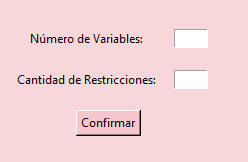 Número de Variables:
Cantidad de Restricciones:
Confirmar